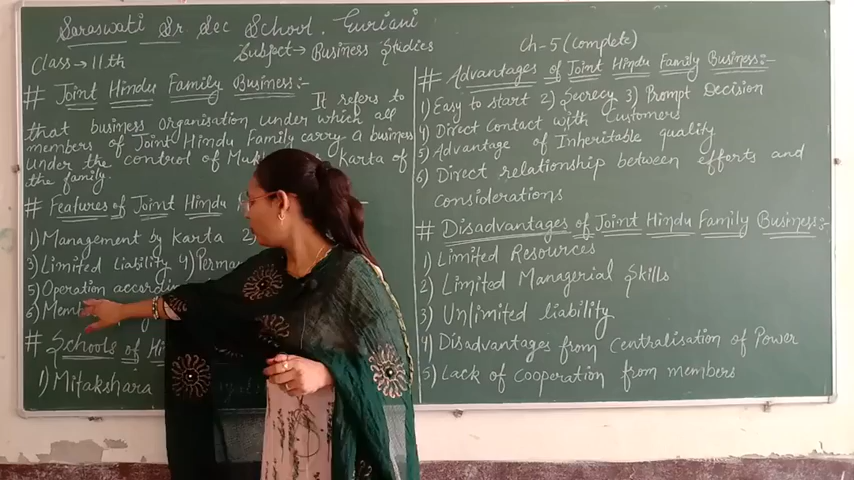 Saraswati Sr Sec School. Guriani
Class→11th
Subject→Business Studies
Ch-5(Complete)
# Joint Hindu Family Business:-
It refers to
that business Organisation under which all
members of Joint Hindu Family carry a business
under the control of Karta of
the family.
# Features of Joint Hindu
1) Management by Karta 2)
3) Limited liability 4)
5) Operation
6)
# Schools of
1) Mitakshara
# Advantages of Joint Hindu Family Business:-
1) Easy to start 2) Secrecy 3) Prompt Decision
4) Direct Contact with Customers
5) Advantage of Inheritable quality
6) Direct relationship between efforts and
considerations
# Disadvantages of Joint Hindu Family Business:-
1) Limited Resources
2) Limited Managerial Skills
3) Unlimited liability
4) Disadvantages from Centralisation of Power
5) Lack of Cooperation from members